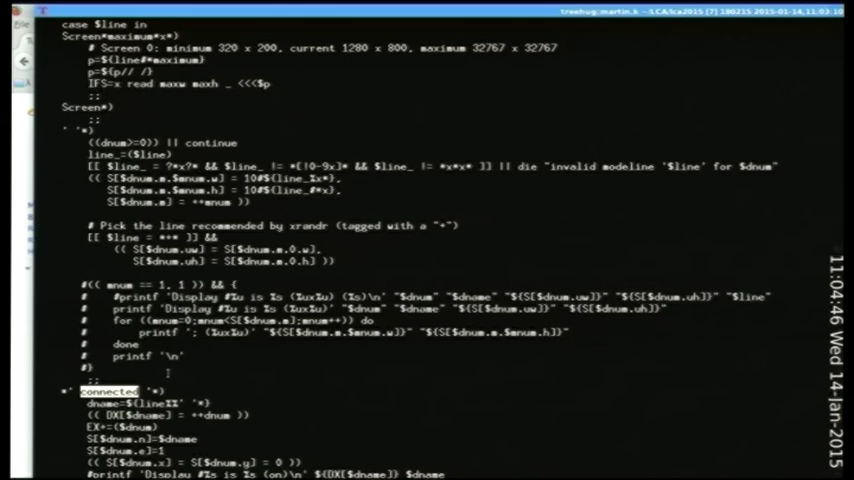 treehug:martin.k - ~/LCA/lca2015 [7] 180215/2015-01-14,11:03:10
case $line in
Screen*maximum*x*)
# Screen 0: minimum 320 x 200, current 1280 x 800, maximum 32767 x 32767
p=${line#*maximum}
p=${p// /}
IFS=x read maxw maxh _ <<<$p
;;
Screen*)
;;
' '*)
((dnum>=0)) || continue
line_=($line)
[[ $line_ = ?*x?* && $line_ != *[!0-9x]* && $line_ != *x*x* ]] || die "invalid modeline '$line' for $dnum"
(( S[$dnum.m.$mnum.w] = 10#${line_%x*},
S[$dnum.m.$mnum.h] = 10#${line_#*x},
S[$dnum.m] = ++mnum ))
# Pick the line recommended by xrandr (tagged with a "+")
[[ $line = *+* ]] &&
(( S[$dnum.uw] = S[$dnum.m.0.w],
S[$dnum.uh] = S[$dnum.m.0.h] ))
#(( mnum == 1, 1 )) && {
# #printf 'Display #%u is %s (%ux%u) (%s)\n' "$dnum" "$dname" "${S[$dnum.uw]}" "${S[$dnum.uh]}" "$line"
# printf 'Display #%u is %s (%ux%u)' "$dnum" "$dname" "${S[$dnum.uw]}" "${S[$dnum.uh]}"
# for ((mnum=0;mnum<S[$dnum.m];mnum++)) do
# printf '; (%ux%u)' "${S[$dnum.m.$mnum.w]}" "${S[$dnum.m.$mnum.h]}"
# done
# printf '\n'
#}
;;
*' connected '*)
dname=${line%%' '*}
(( DX[$dname] = ++dnum ))
EX+=($dnum)
S[$dnum.n]=$dname
S[$dnum.e]=1
(( S[$dnum.x] = S[$dnum.y] = 0 ))
#printf 'Display #%s is %s (on)\n' ${DX[$dname]} $dname
11:04:46 Wed 14-Jan-2015